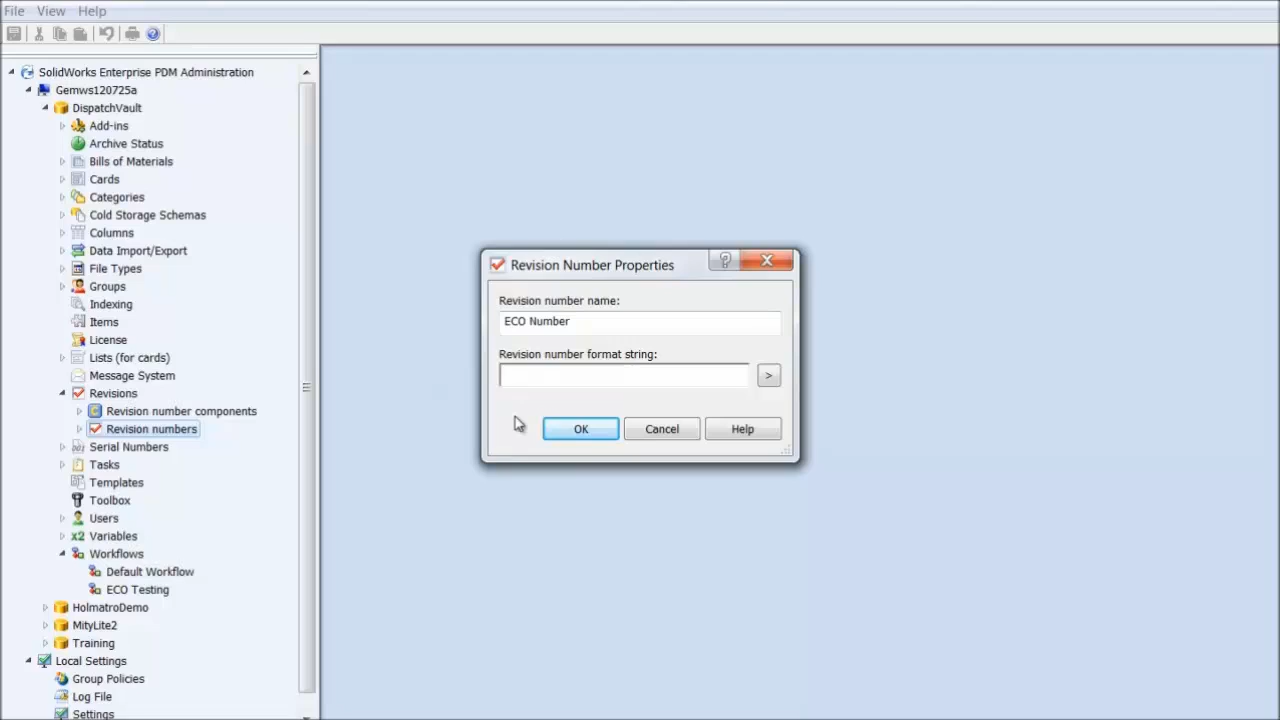 File View Help
SolidWorks Enterprise PDM Administration
Gemws120725a
DispatchVault
Add-ins
Archive Status
Bills of Materials
Cards
Categories
Cold Storage Schemas
Columns
Data Import/Export
File Types
Groups
Indexing
Items
License
Lists (for cards)
Message System
Revisions
Revision number components
Revision numbers
Serial Numbers
Tasks
Templates
Toolbox
Users
Variables
Workflows
Default Workflow
ECO Testing
HolmatroDemo
MityLite2
Training
Local Settings
Group Policies
Log File
Settings
Revision Number Properties
Revision number name:
ECO Number
Revision number format string:
>
OK Cancel Help